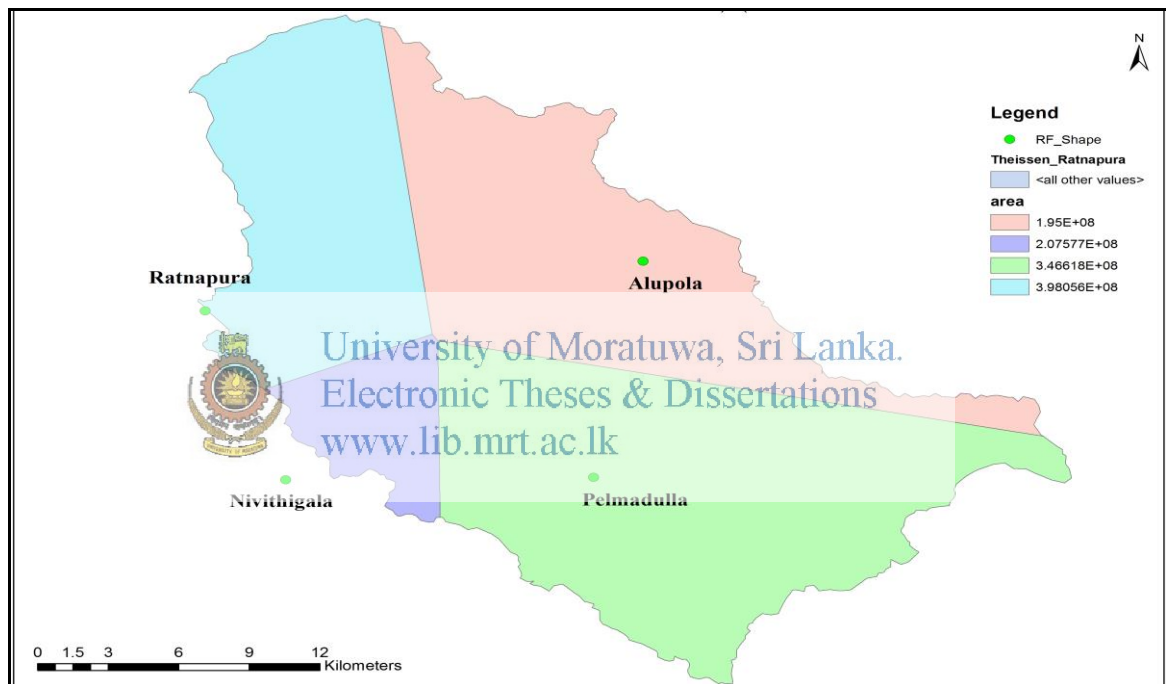 N
Legend
RF_Shape
Theissen_Ratnapura
<all other values>
area
1.95E+08
2.07577E+08
3.46618E+08
3.98056E+08
Ratnapura
Alupola
University of Moratuwa, Sri Lanka.
Electronic Theses & Dissertations
www.lib.mrt.ac.lk
Nivithigala
Pelmadulla
0 1.5 3 6 9 12
Kilometers